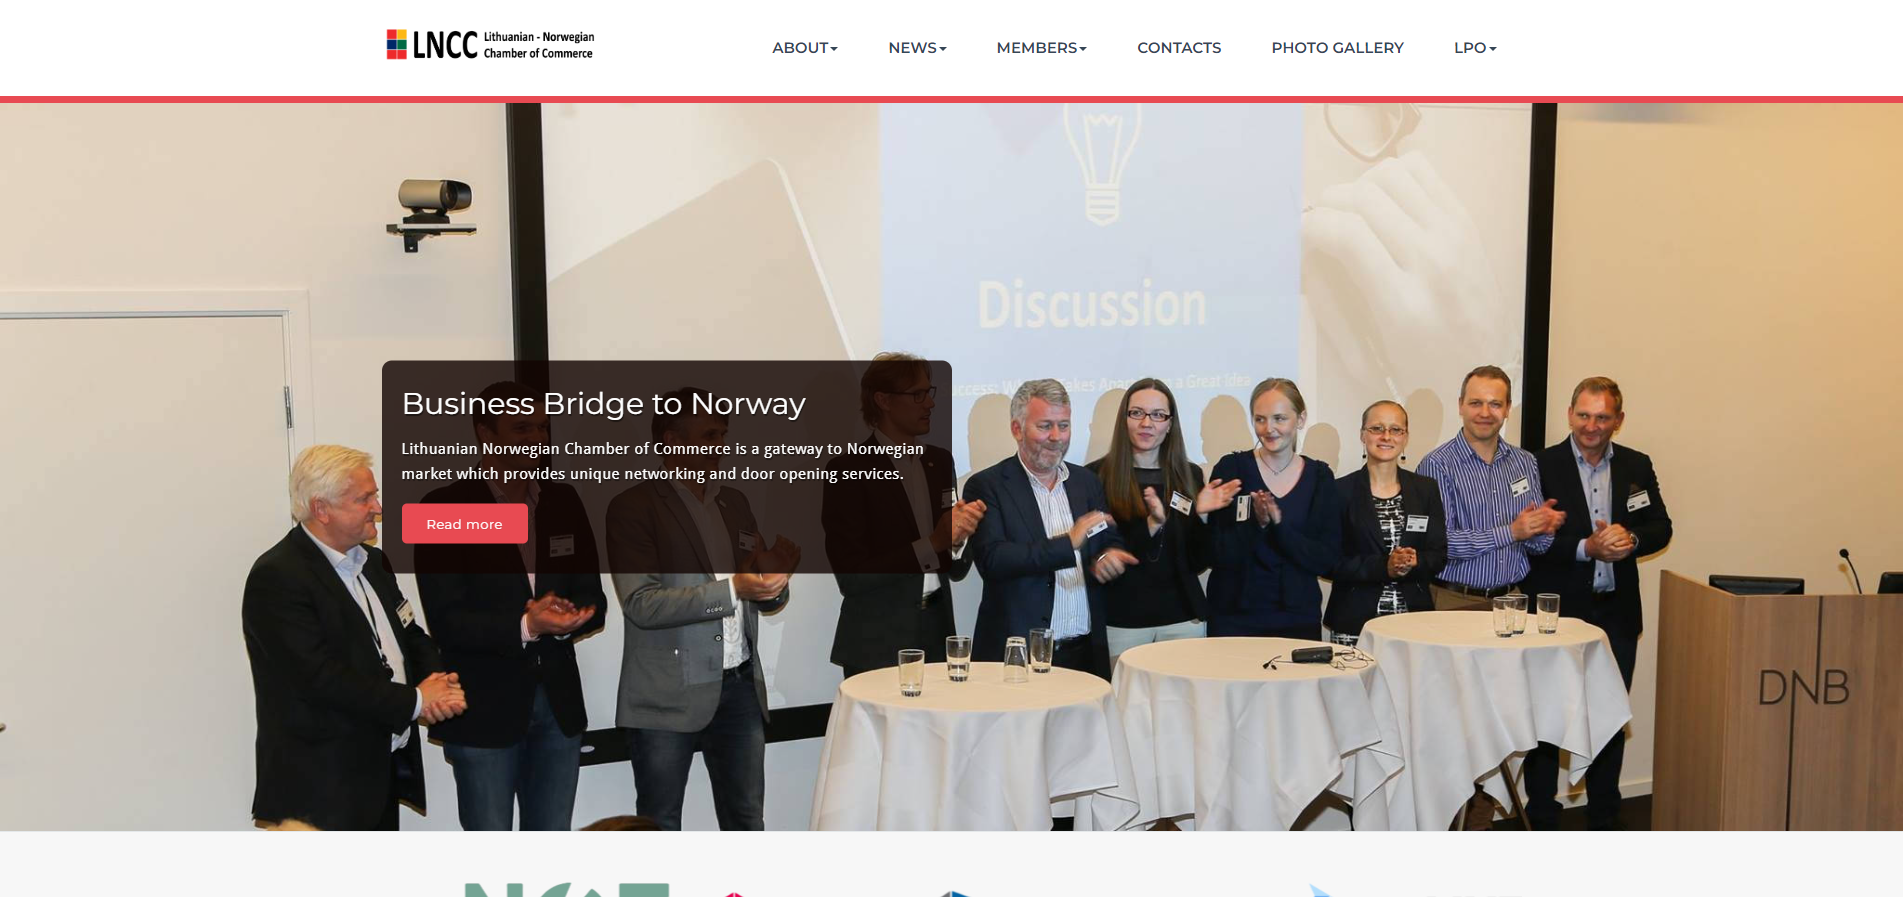 LNCC Lithuanian - Norwegian
Chamber of Commerce
ABOUT NEWS MEMBERS CONTACTS PHOTO GALLERY LPO
Discussion
a Great Idea
Business Bridge to Norway
Lithuanian Norwegian Chamber of Commerce is a gateway to Norwegian
market which provides unique networking and door opening services.
Read more
DNB